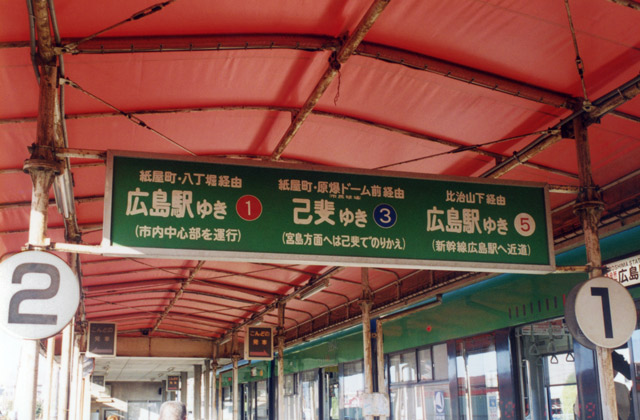 紙屋町・八丁堀経由
広島駅ゆき 1
(市内中心部を運行)
紙屋町・原爆ドーム前経由
己斐ゆき 3
(宮島方面へは己斐でのりかえ)
比治山下経由
広島駅ゆき 5
(新幹線広島駅へ近道)
2
1
広島